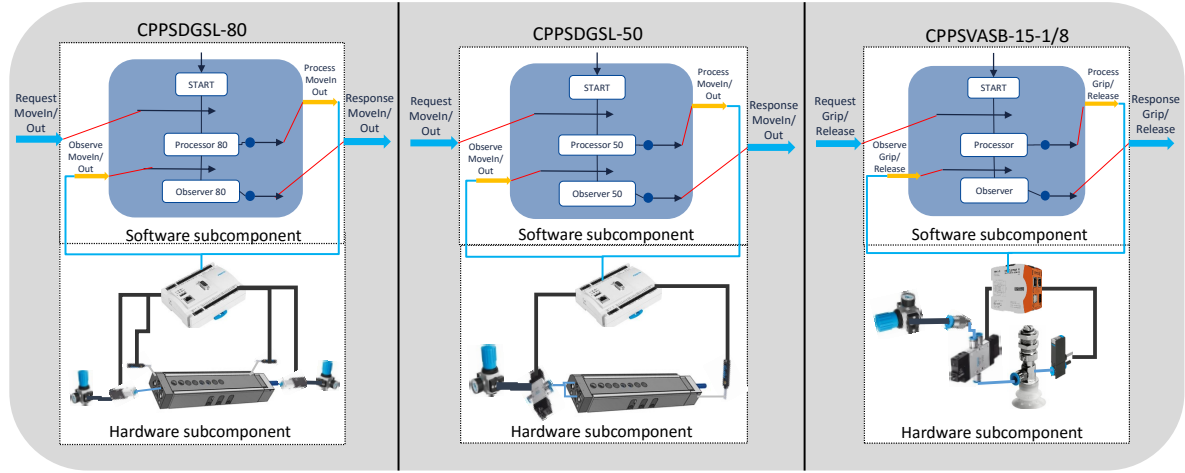 CPPSDGSL-80
Request
MoveIn/
Out
START
Process
MoveIn
Out
Response
MoveIn/
Out
Observe
MoveIn/
Out
Processor 80
Observer 80
Software subcomponent
Hardware subcomponent
CPPSDGSL-50
Request
MoveIn/
Out
START
Process
MoveIn/
Out
Response
MoveIn/
Out
Observe
MoveIn/
Out
Processor 50
Observer 50
Software subcomponent
Hardware subcomponent
CPPSVASB-15-1/8
Request
Grip/
Release
START
Process
Grip/
Release
Response
Grip/
Release
Observe
Grip/
Release
Processor
Observer
Software subcomponent
Hardware subcomponent